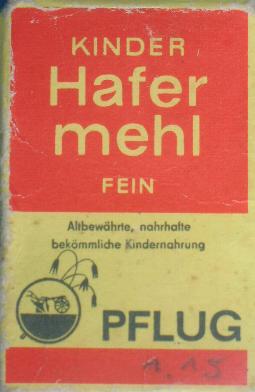 KINDER
Hafer
mehl
FEIN
Altbewährte, nahrhafte
bekömmliche Kindernahrung
PFLUG
1.15